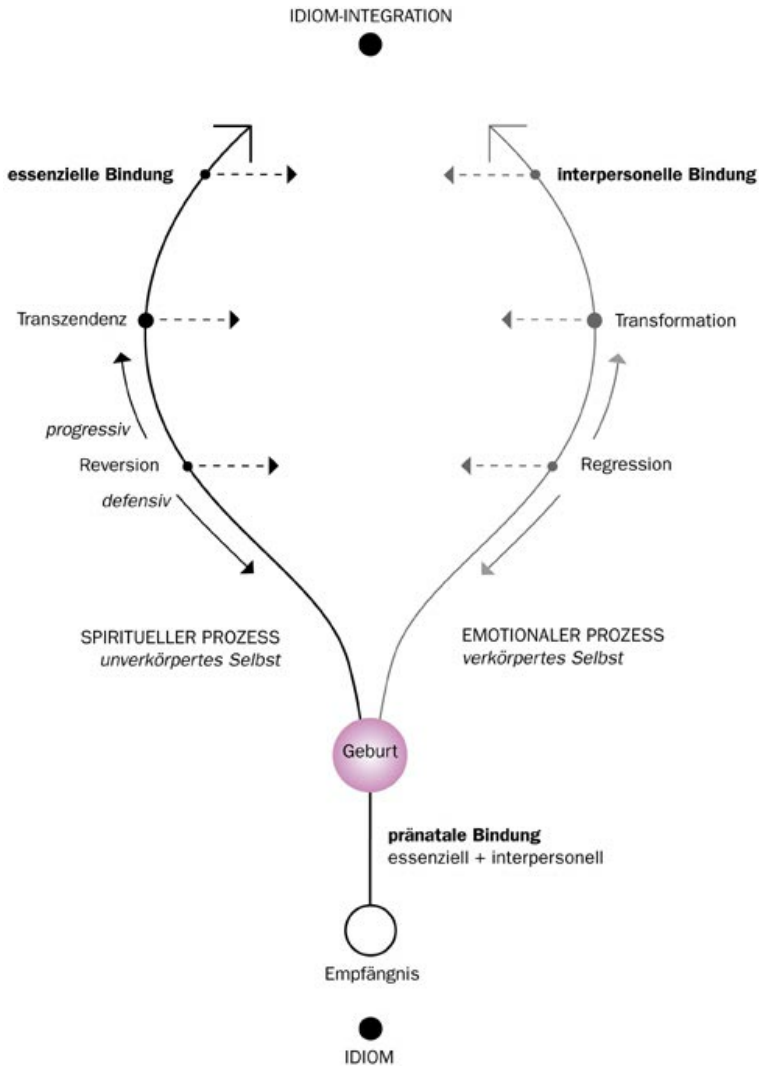 IDIOM-INTEGRATION
essenzielle Bindung
interpersonelle Bindung
Transzendenz
Transformation
progressiv
Reversion
Regression
defensiv
SPIRITUELLER PROZESS
unverkörpertes Selbst
EMOTIONALER PROZESS
verkörpertes Selbst
Geburt
pränatale Bindung
essenziell + interpersonell
Empfängnis
IDIOM